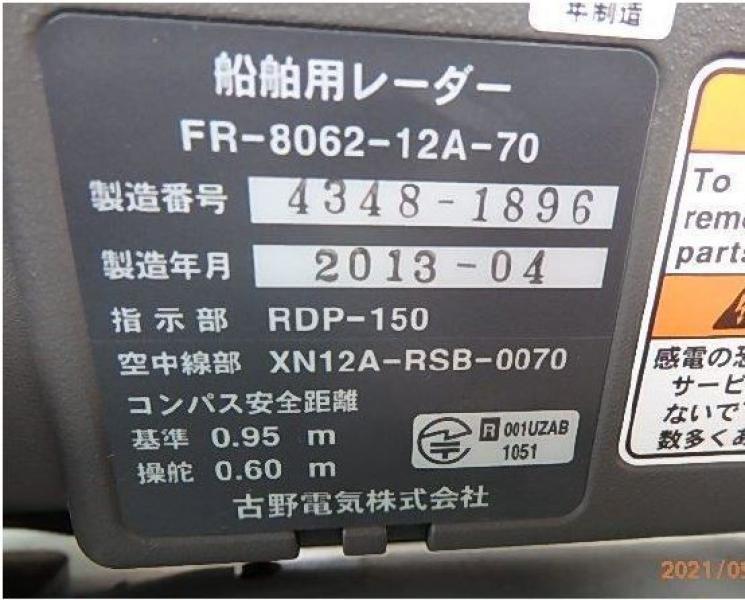 年製造
船舶用レーダー
FR-8062-12A-70
製造番号 4348-1896
製造年月 2013-04
指示部 RDP-150
空中線部 XN12A-RSB-0070
コンパス安全距離
基準 0.95 m
操舵 0.60 m
R 001UZAB
1051
古野電気株式会社
To
remo
parts
感電の恐
サービ
ないで
数多くあ
2021/05